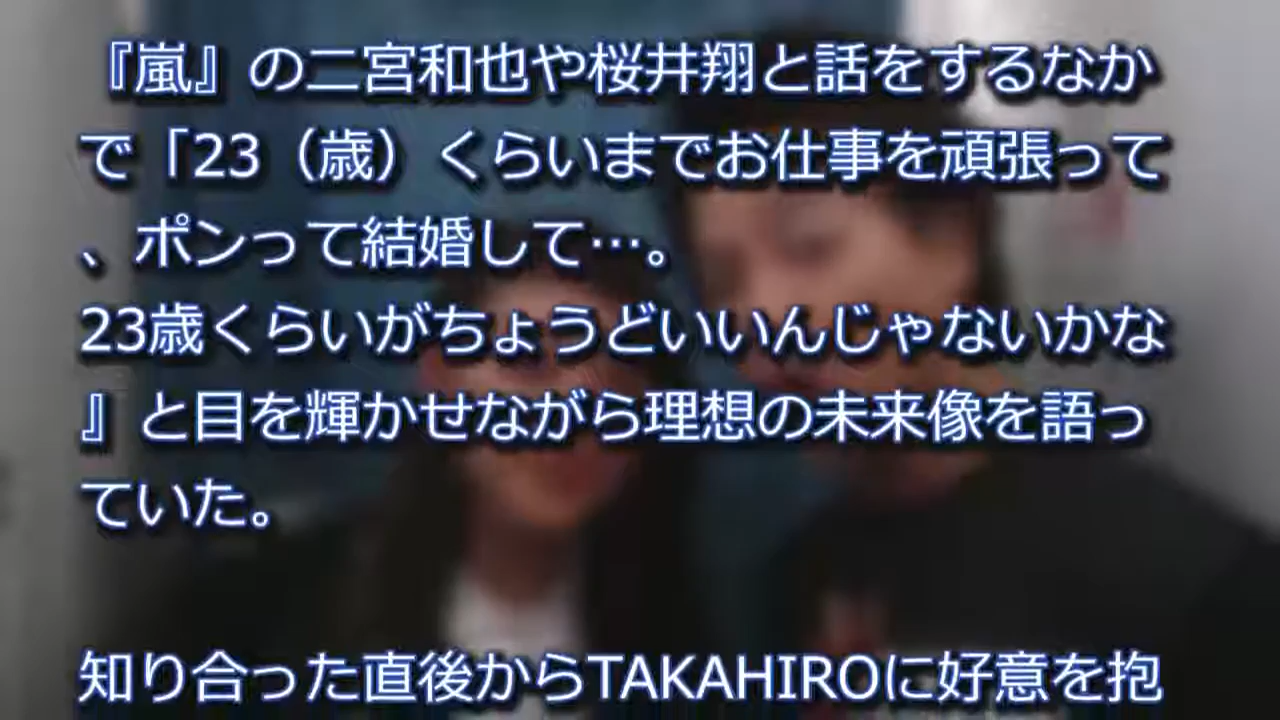 『嵐』の二宮和也や桜井翔と話をするなか
で「23（歳）くらいまでお仕事を頑張って
、ポンって結婚して…。
23歳くらいがちょうどいいんじゃないかな
』と目を輝かせながら理想の未来像を語っ
ていた。
知り合った直後からTAKAHIROに好意を抱